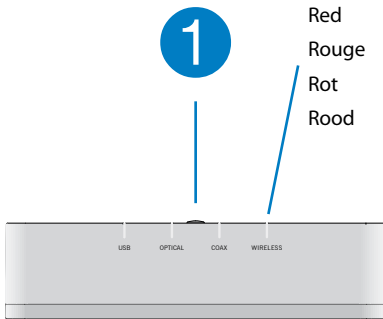 1
Red
Rouge
Rot
Rood
USB OPTICAL COAX WIRELESS